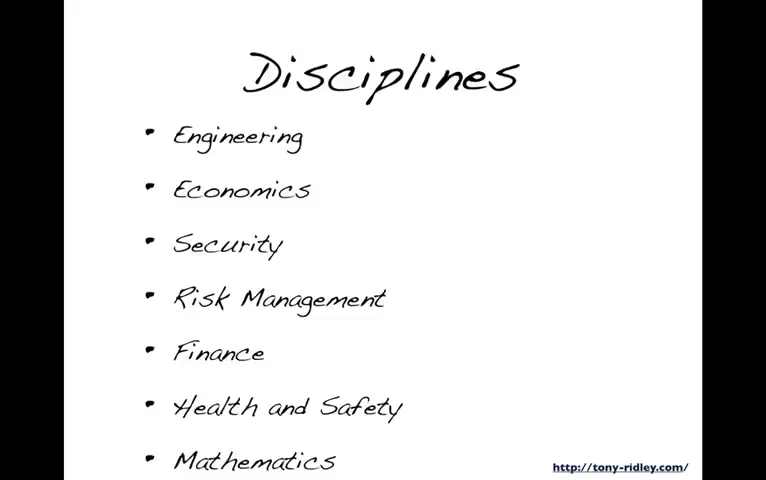 Disciplines
• Engineering
• Economics
• Security
• Risk Management
• Finance
• Health and Safety
• Mathematics
http://tony-ridley.com/